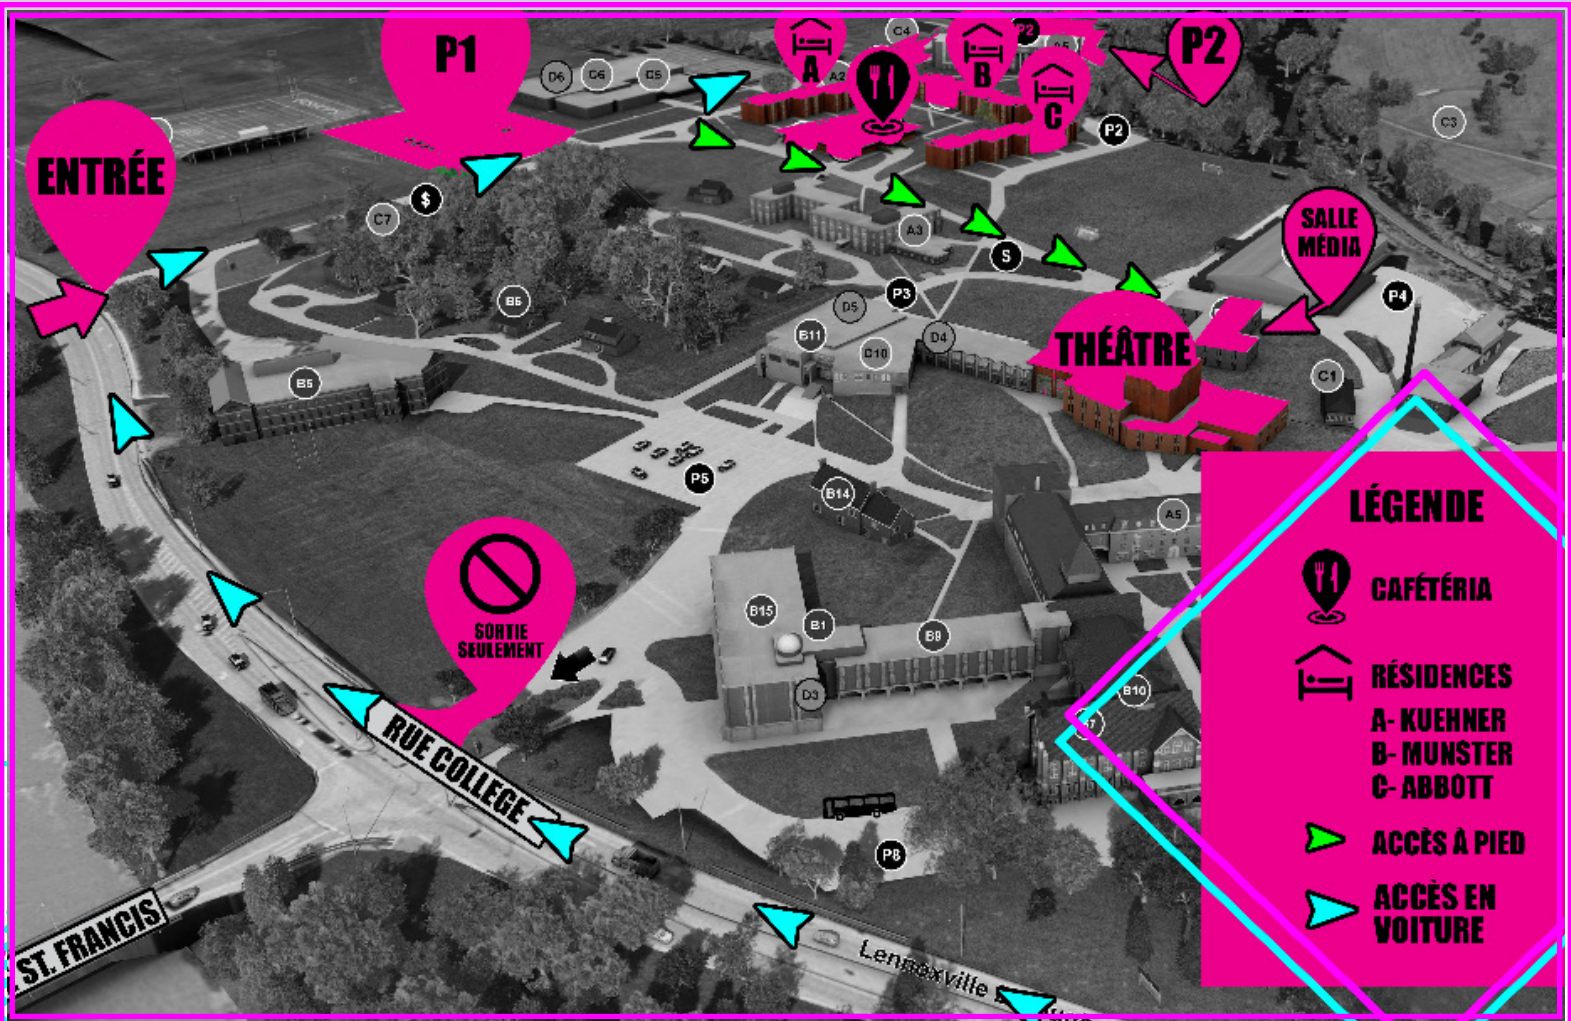 P1
A
C4
B
P2
P2
D6
C6
C5
A2
C
P2
C3
ENTRÉE
$
C7
A3
S
SALLE
MÉDIA
B6
D5
P3
P4
B11
D4
C10
THÉÂTRE
B5
C1
P5
B14
A5
LÉGENDE
SORTIE
SEULEMENT
B15
B1
B9
CAFÉTÉRIA
D3
B10
RÉSIDENCES
A- KUEHNER
B- MUNSTER
C- ABBOTT
RUE COLLEGE
P8
ACCÈS À PIED
ACCÈS EN
VOITURE
ST. FRANCIS
Lennoxville